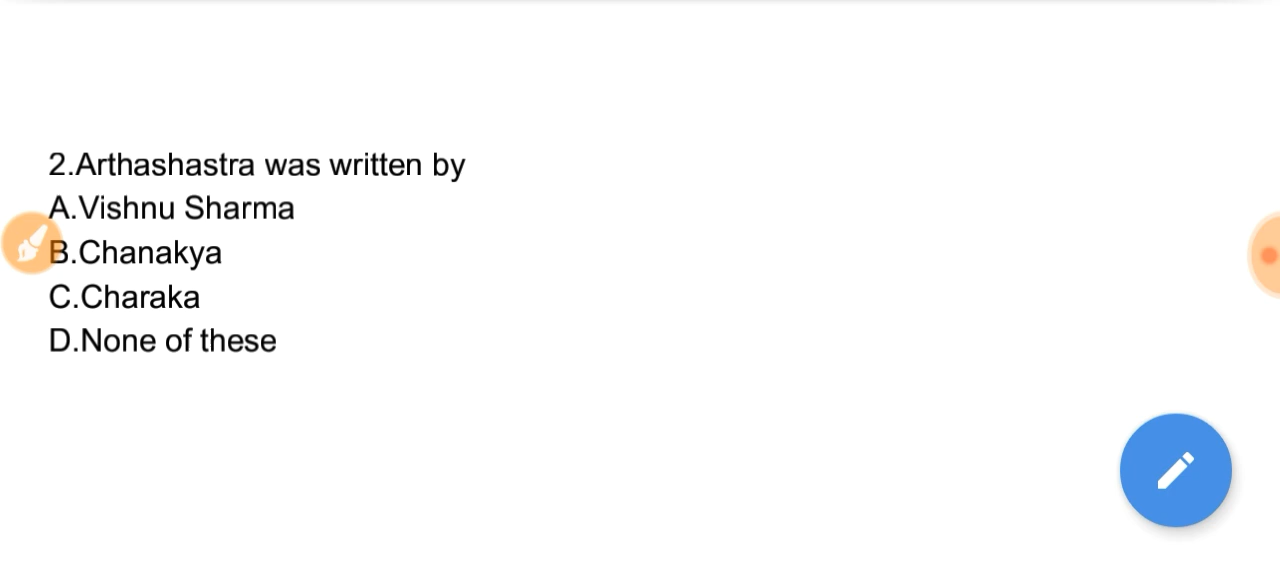 2.Arthashastra was written by
A.Vishnu Sharma
B.Chanakya
C.Charaka
D.None of these